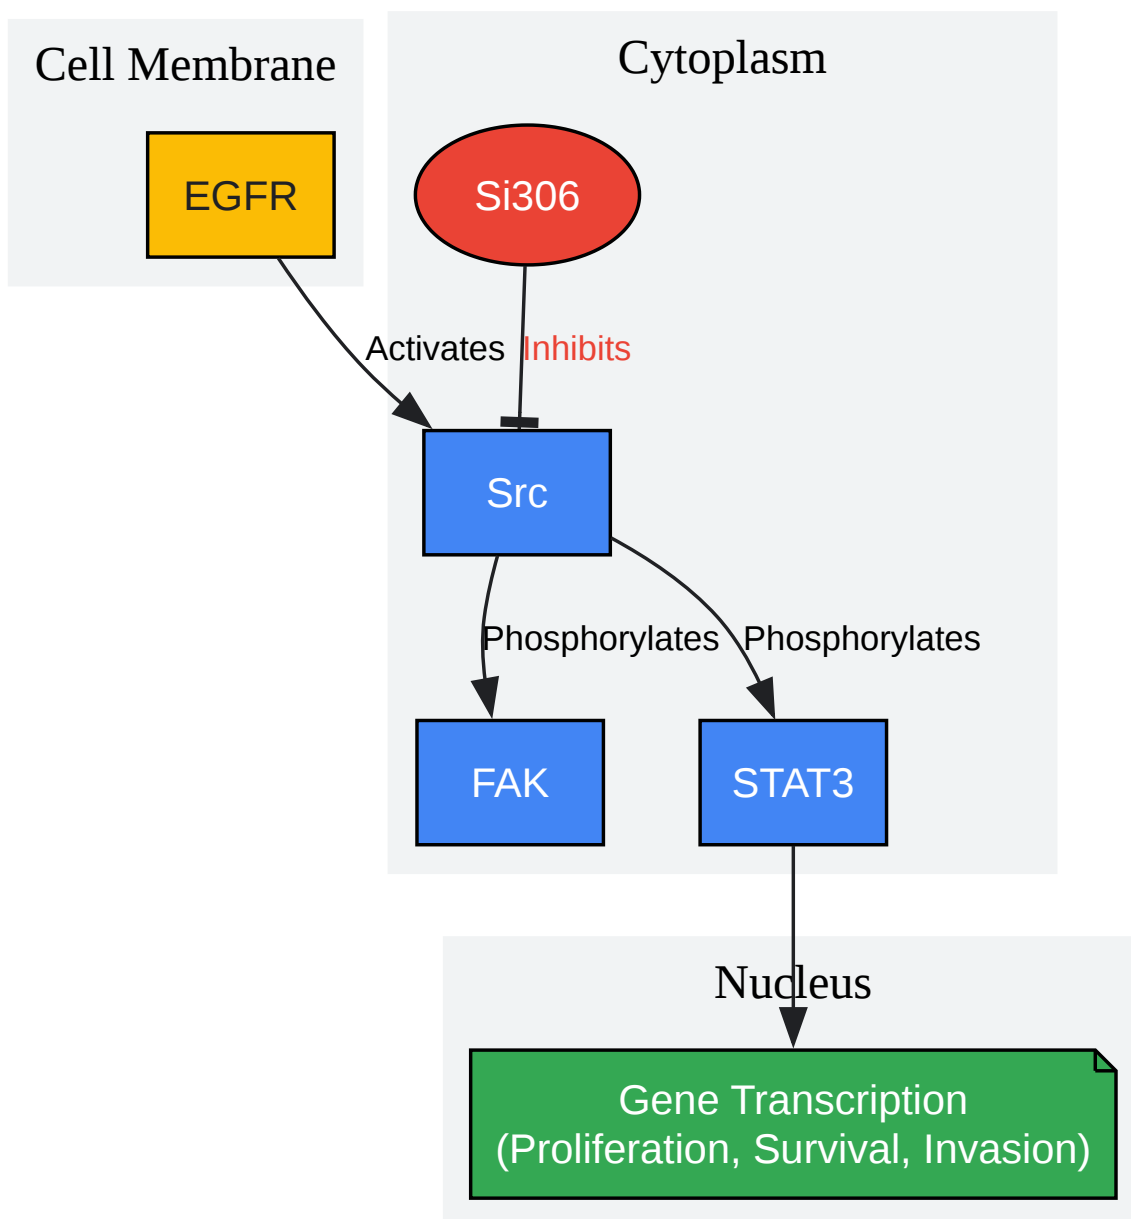 Cell Membrane
Cytoplasm
EGFR
Si306
Activates
Inhibits
Src
Phosphorylates
Phosphorylates
FAK
STAT3
Nucleus
Gene Transcription
(Proliferation, Survival, Invasion)